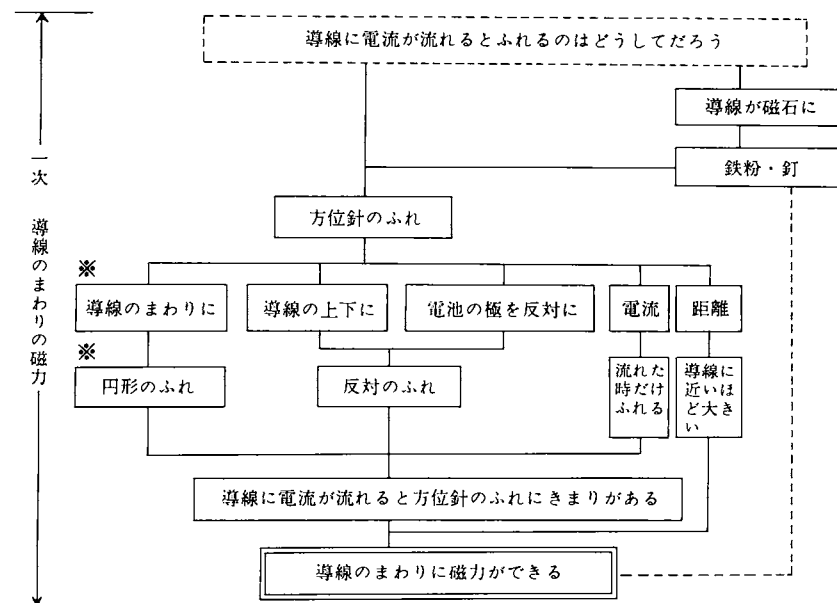 導線に電流が流れるとふれるのはどうしてだろう
導線が磁石に
鉄粉・釘
一次 導線のまわりの磁力
方位針のふれ
※
導線のまわりに
導線の上下に
電池の極を反対に
電流
距離
※
円形のふれ
反対のふれ
流れた
時だけ
ふれる
導線に
近いほ
ど大き
い
導線に電流が流れると方位針のふれにきまりがある
導線のまわりに磁力ができる